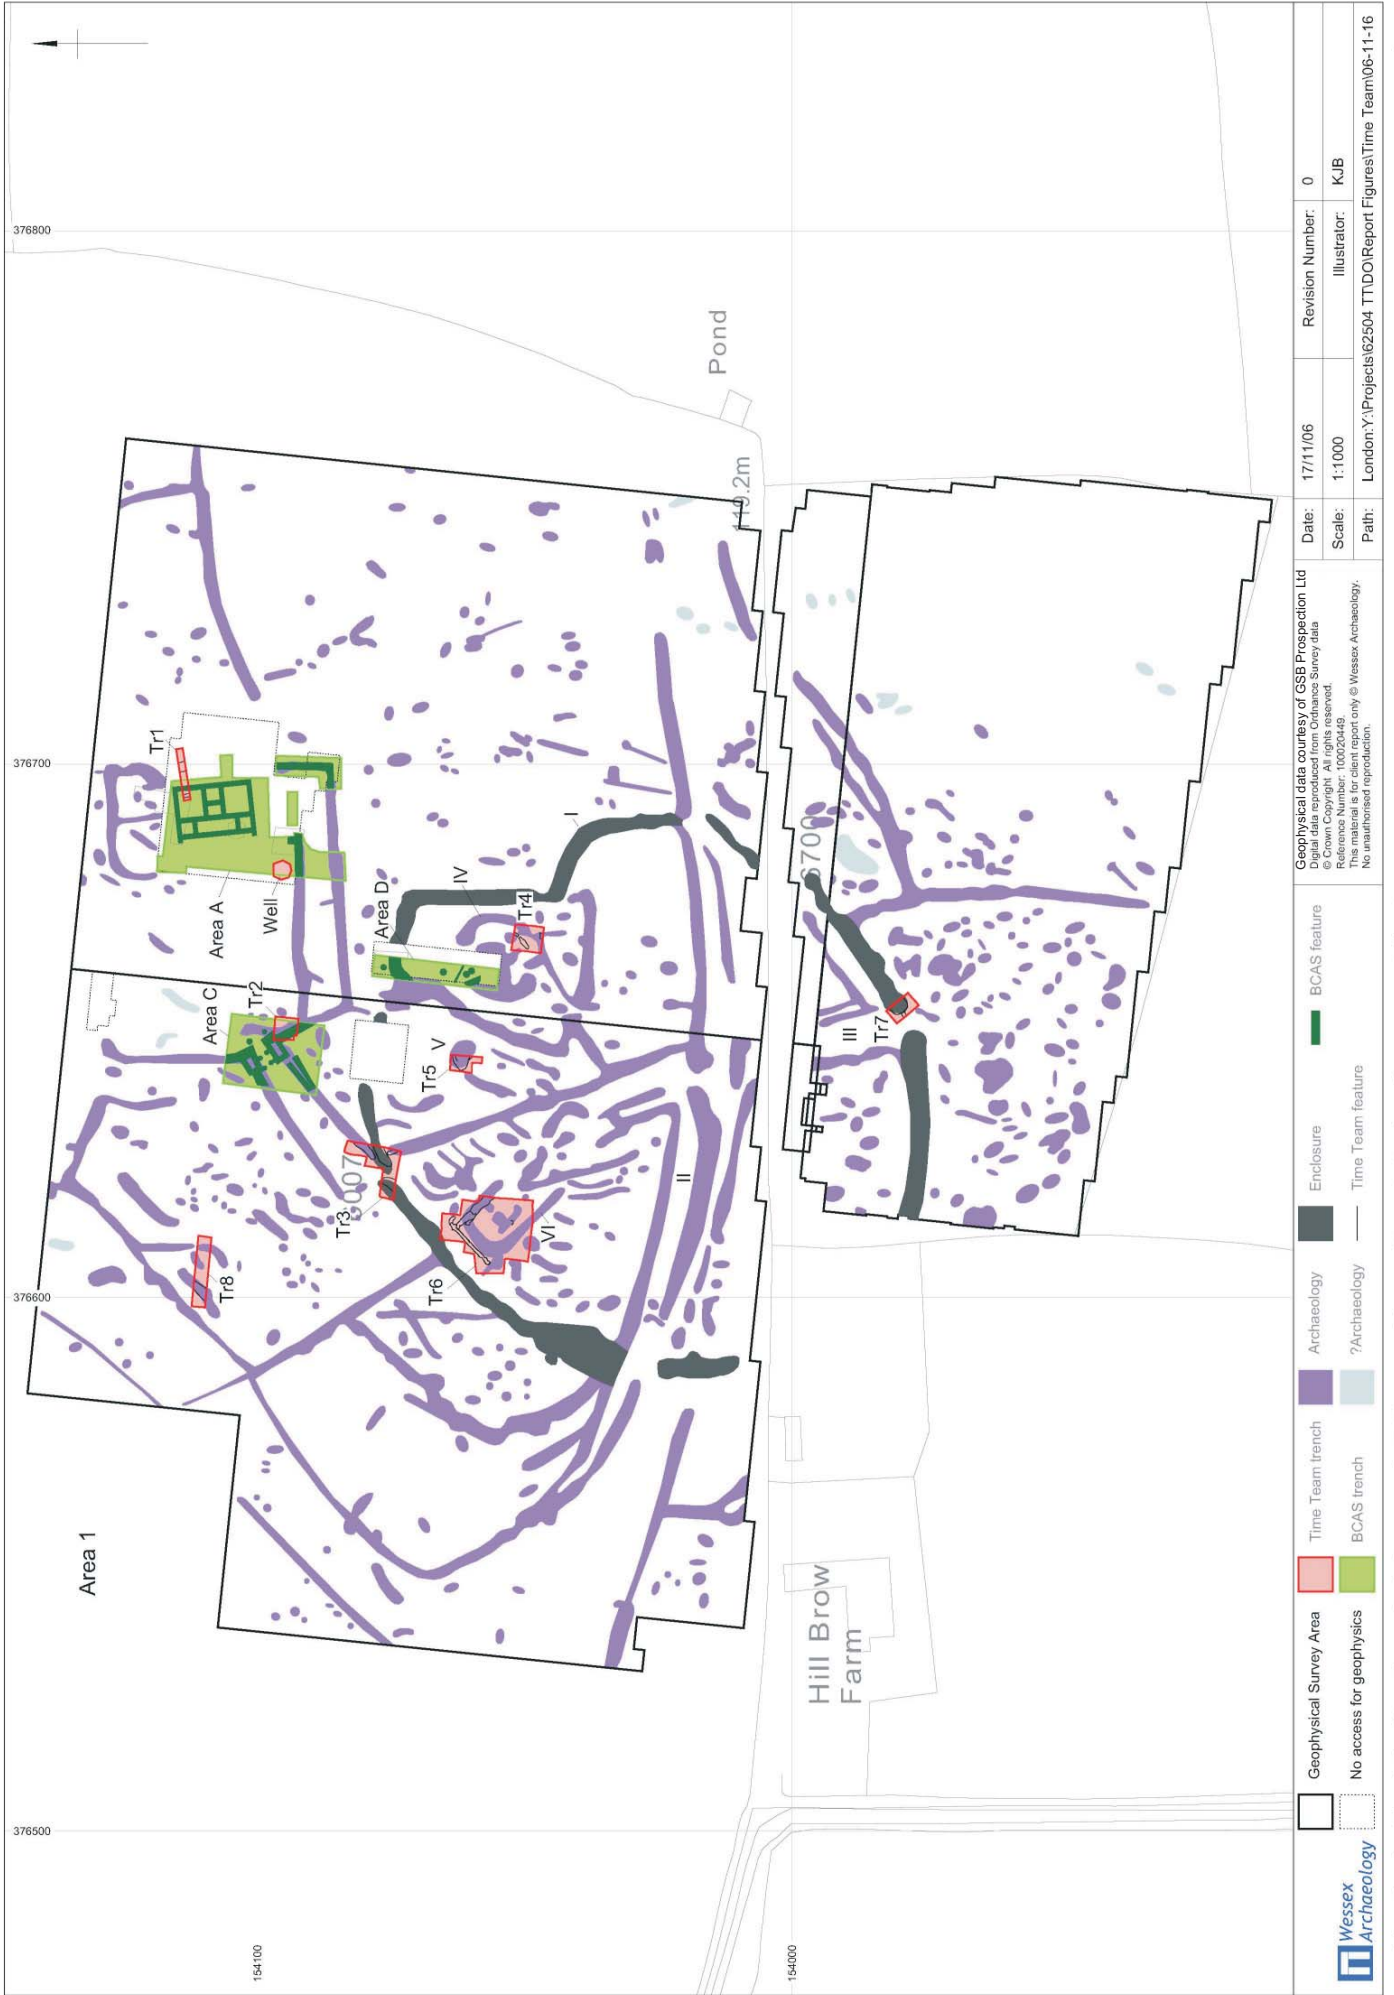 376500
376600
376700
376800
154100
154000
Area 1
Tr8
Tr3
Tr6
VI
Area C
Tr2
Tr5
V
II
Area A
Well
Tr1
Area D
IV
Tr4
I
Pond
119.2m
Hill Brow
Farm
III
Tr7
Wessex
Archaeology
Geophysical Survey Area
No access for geophysics
Time Team trench
BCAS trench
Archaeology
?Archaeology
Enclosure
Time Team feature
BCAS feature
Geophysical data courtesy of GSB Prospection Ltd
Digital data reproduced from Ordnance Survey data
© Crown Copyright. All rights reserved.
Reference Number: 100020449.
This material is for client report only © Wessex Archaeology.
No unauthorised reproduction.
Date: 17/11/06 Revision Number: 0
Scale: 1:1000 Illustrator: KJB
Path: London:Y:\Projects\62504 TT\DO\Report Figures\Time Team\06-11-16